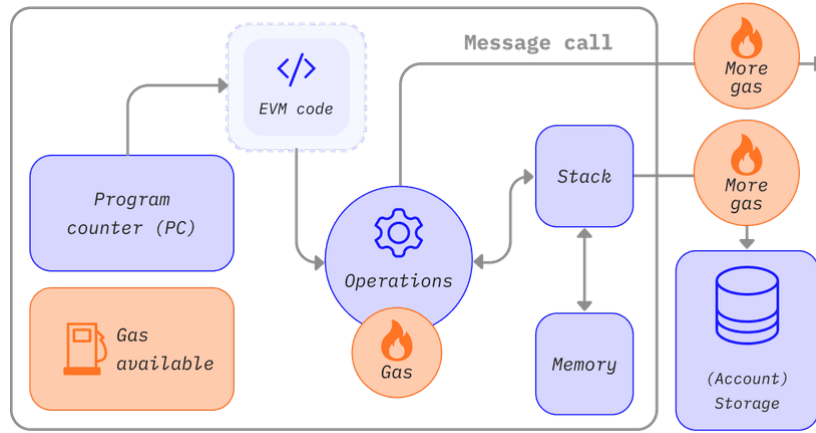 Message call
More
gas
</>
EVM code
Program
counter (PC)
Stack
More
gas
Operations
Gas
available
Gas
Memory
(Account)
Storage